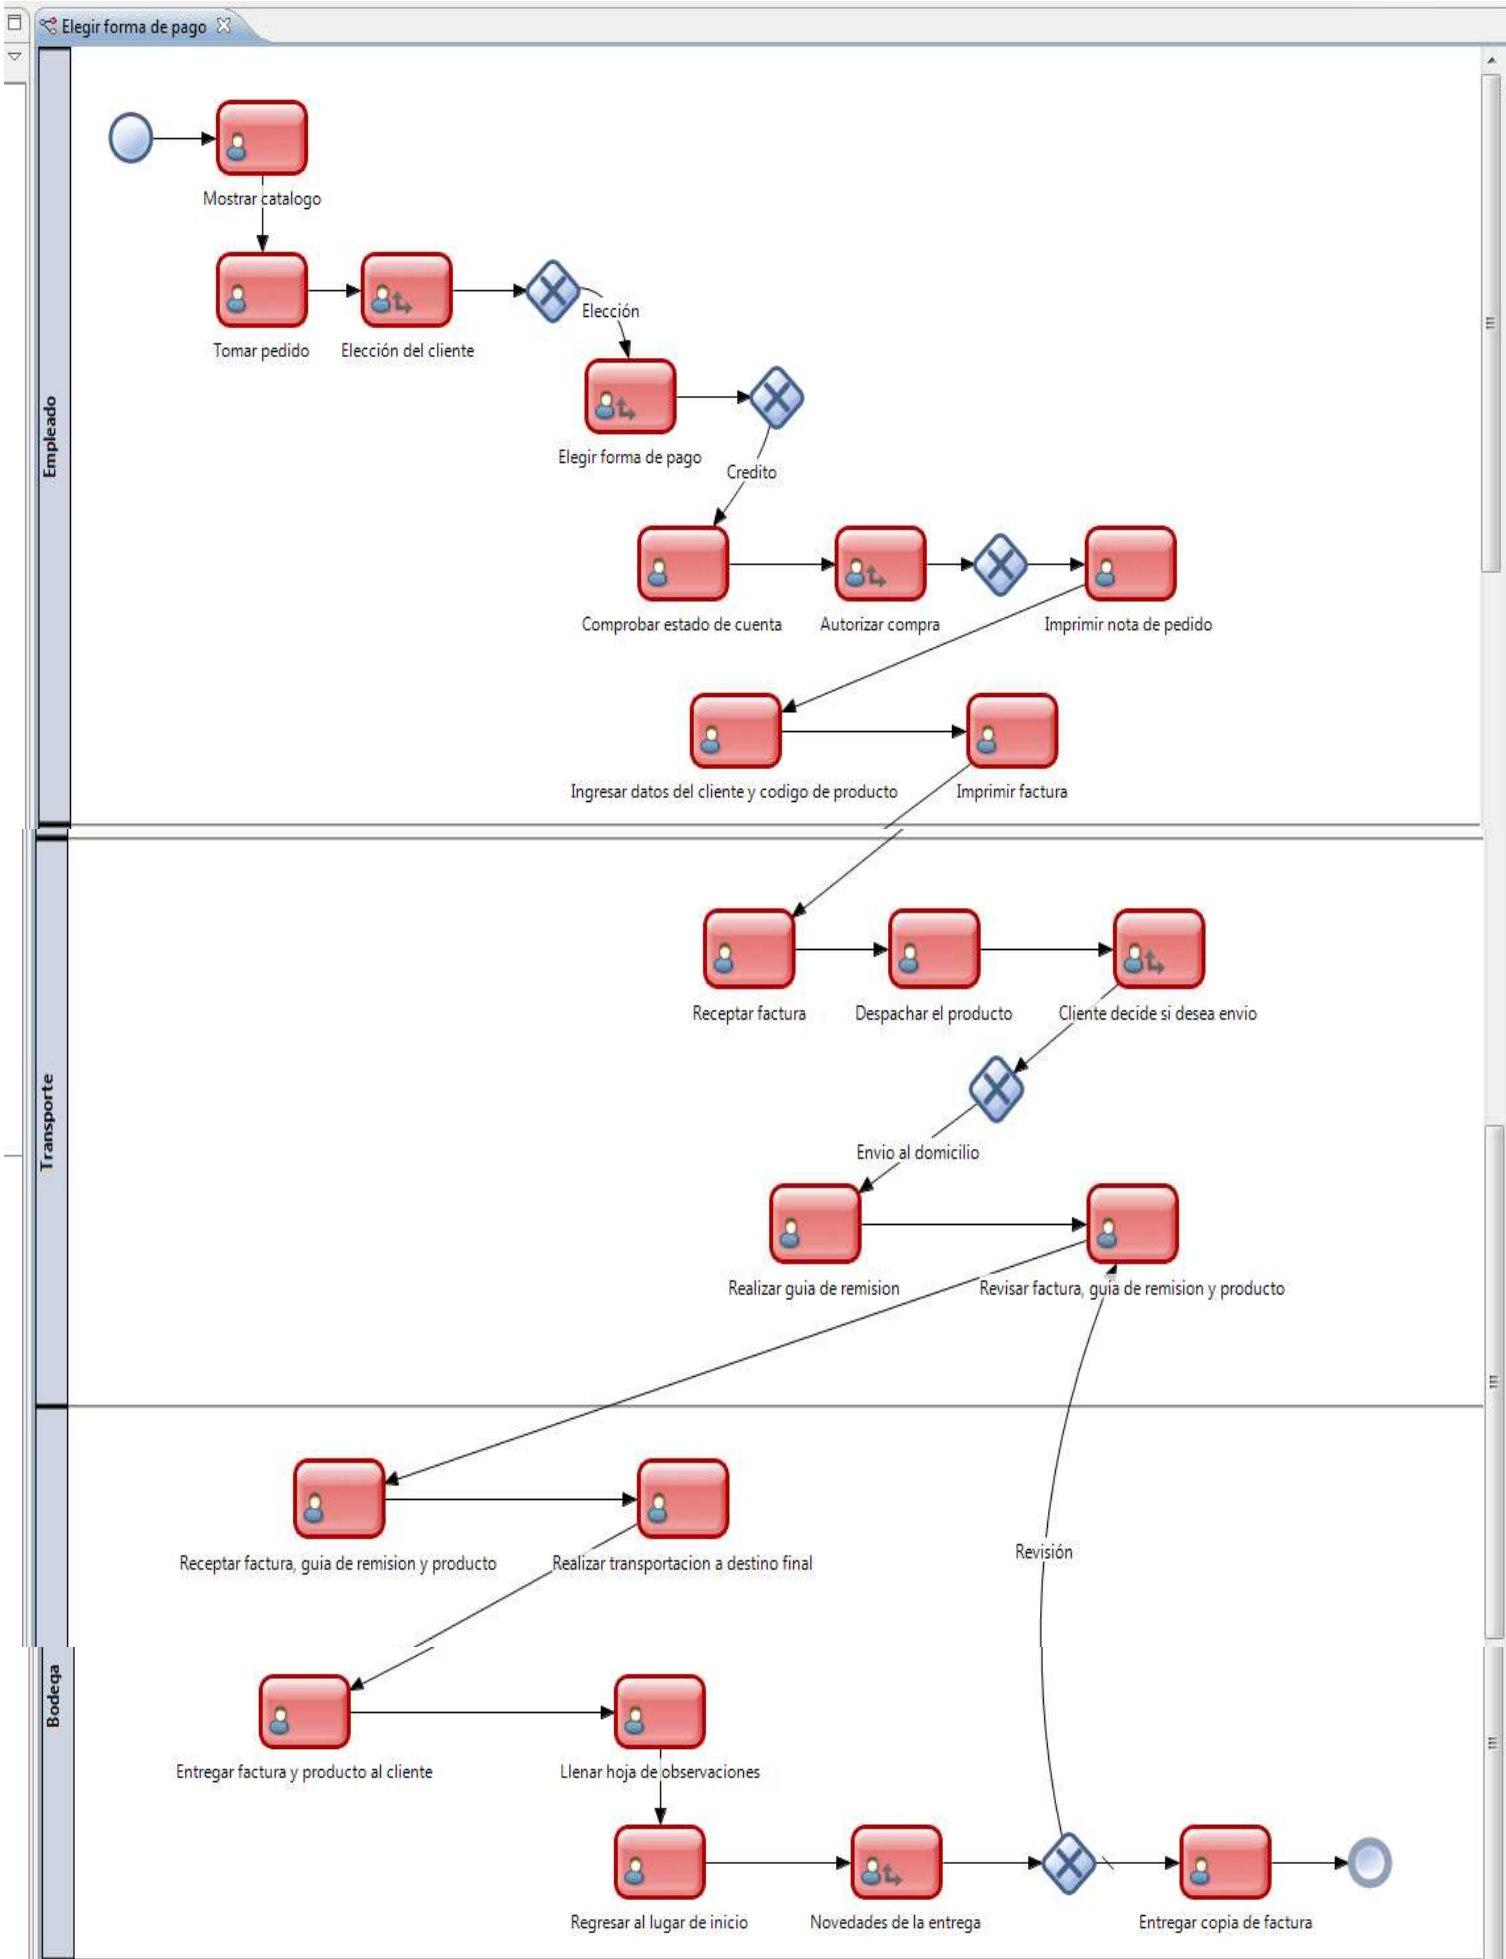 Elegir forma de pago
Empleado
Mostrar catalogo
Tomar pedido
Elección del cliente
Elección
Elegir forma de pago
Credito
Comprobar estado de cuenta
Autorizar compra
Imprimir nota de pedido
Ingresar datos del cliente y codigo de producto
Imprimir factura
Transporte
Receptar factura
Despachar el producto
Cliente decide si desea envio
Envio al domicilio
Realizar guia de remision
Revisar factura, guia de remision y producto
Bodega
Receptar factura, guia de remision y producto
Realizar transportacion a destino final
Revisión
Entregar factura y producto al cliente
Llenar hoja de observaciones
Regresar al lugar de inicio
Novedades de la entrega
Entregar copia de factura